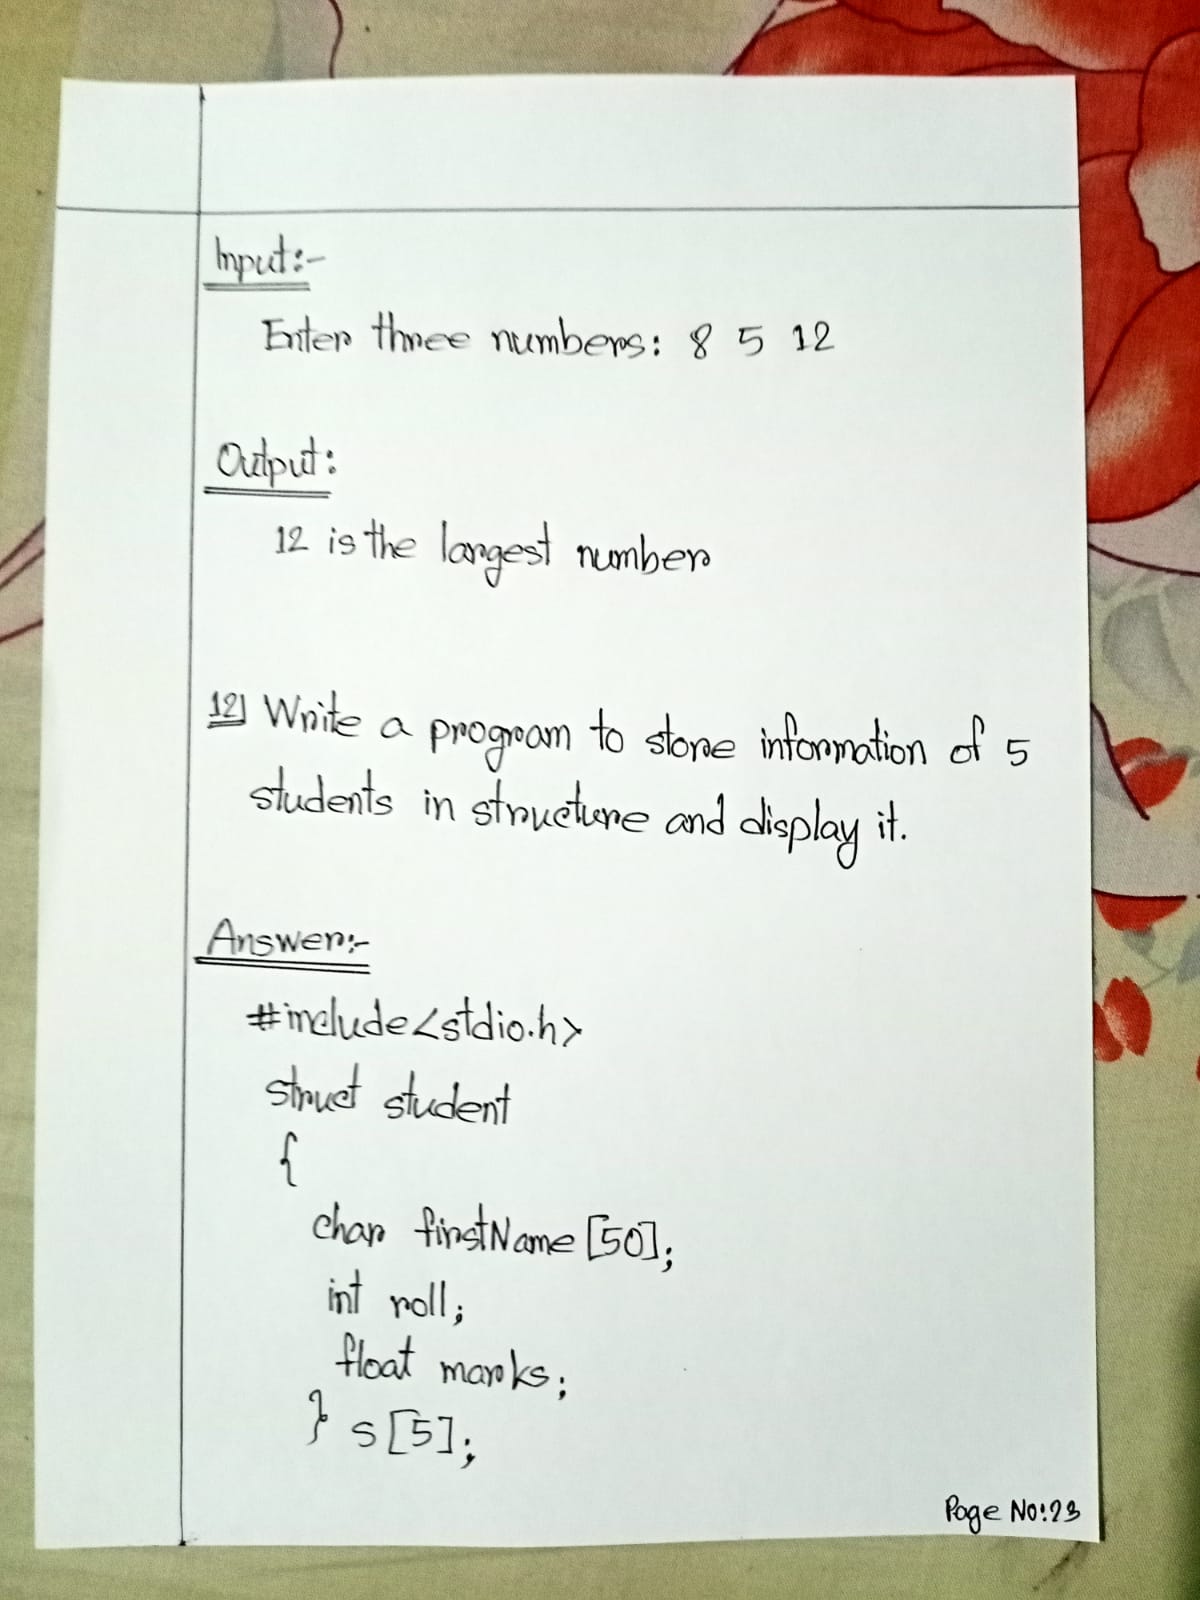 Input:-
Enter three numbers: 8 5 12
Output:
12 is the largest number
12) Write a program to store information of 5
students in structure and display it.
Answer:-
#include<stdio.h>
struct student
{
char firstName [50];
int roll;
float marks;
} s[5];
Page No:23